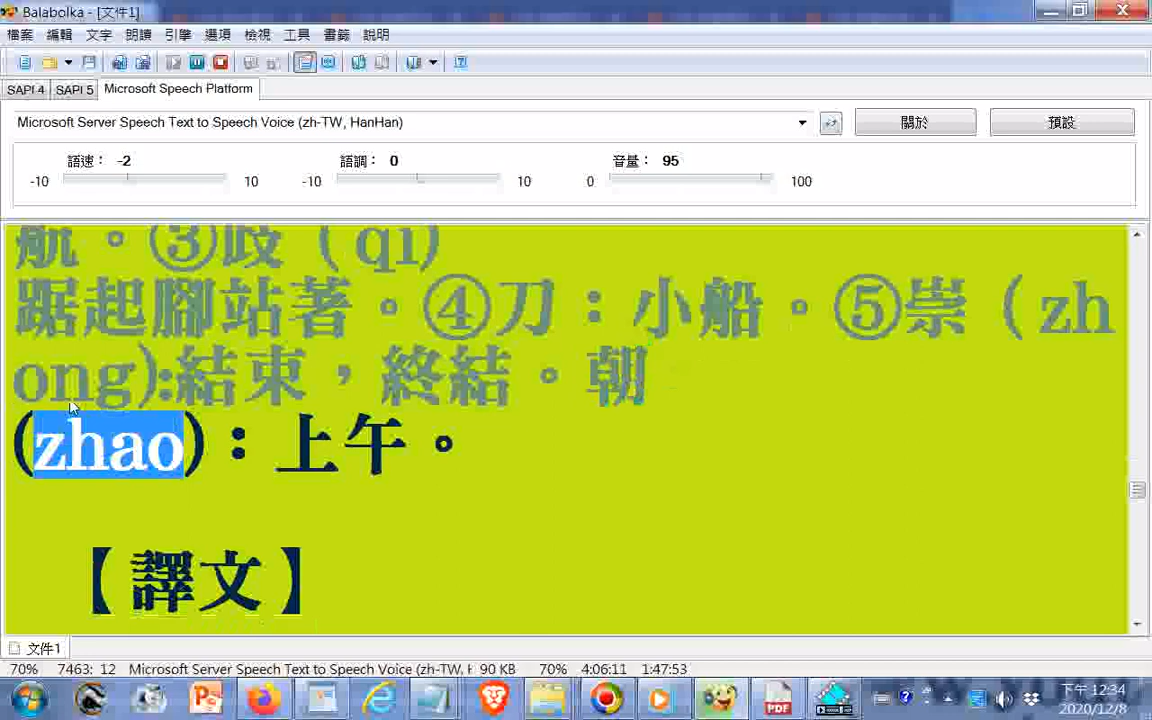 Balabolka - [文件1]
檔案 編輯 文字 朗讀 引擎 選項 檢視 工具 書籤 說明
SAPI 4 SAPI 5 Microsoft Speech Platform
Microsoft Server Speech Text to Speech Voice (zh-TW, HanHan) 關於 預設
語速： -2 語調： 0 音量： 95
-10 10 -10 10 0 100
航。③跂（qi)
踞起腳站著。④刀：小船。⑤崇（zh
ong):結束，終結。朝
(zhao)：上午。
【譯文】
文件1
70% 7463: 12 Microsoft Server Speech Text to Speech Voice (zh-TW, H 90 KB 70% 4:06:11 1:47:53
下午 12:34
2020/12/8